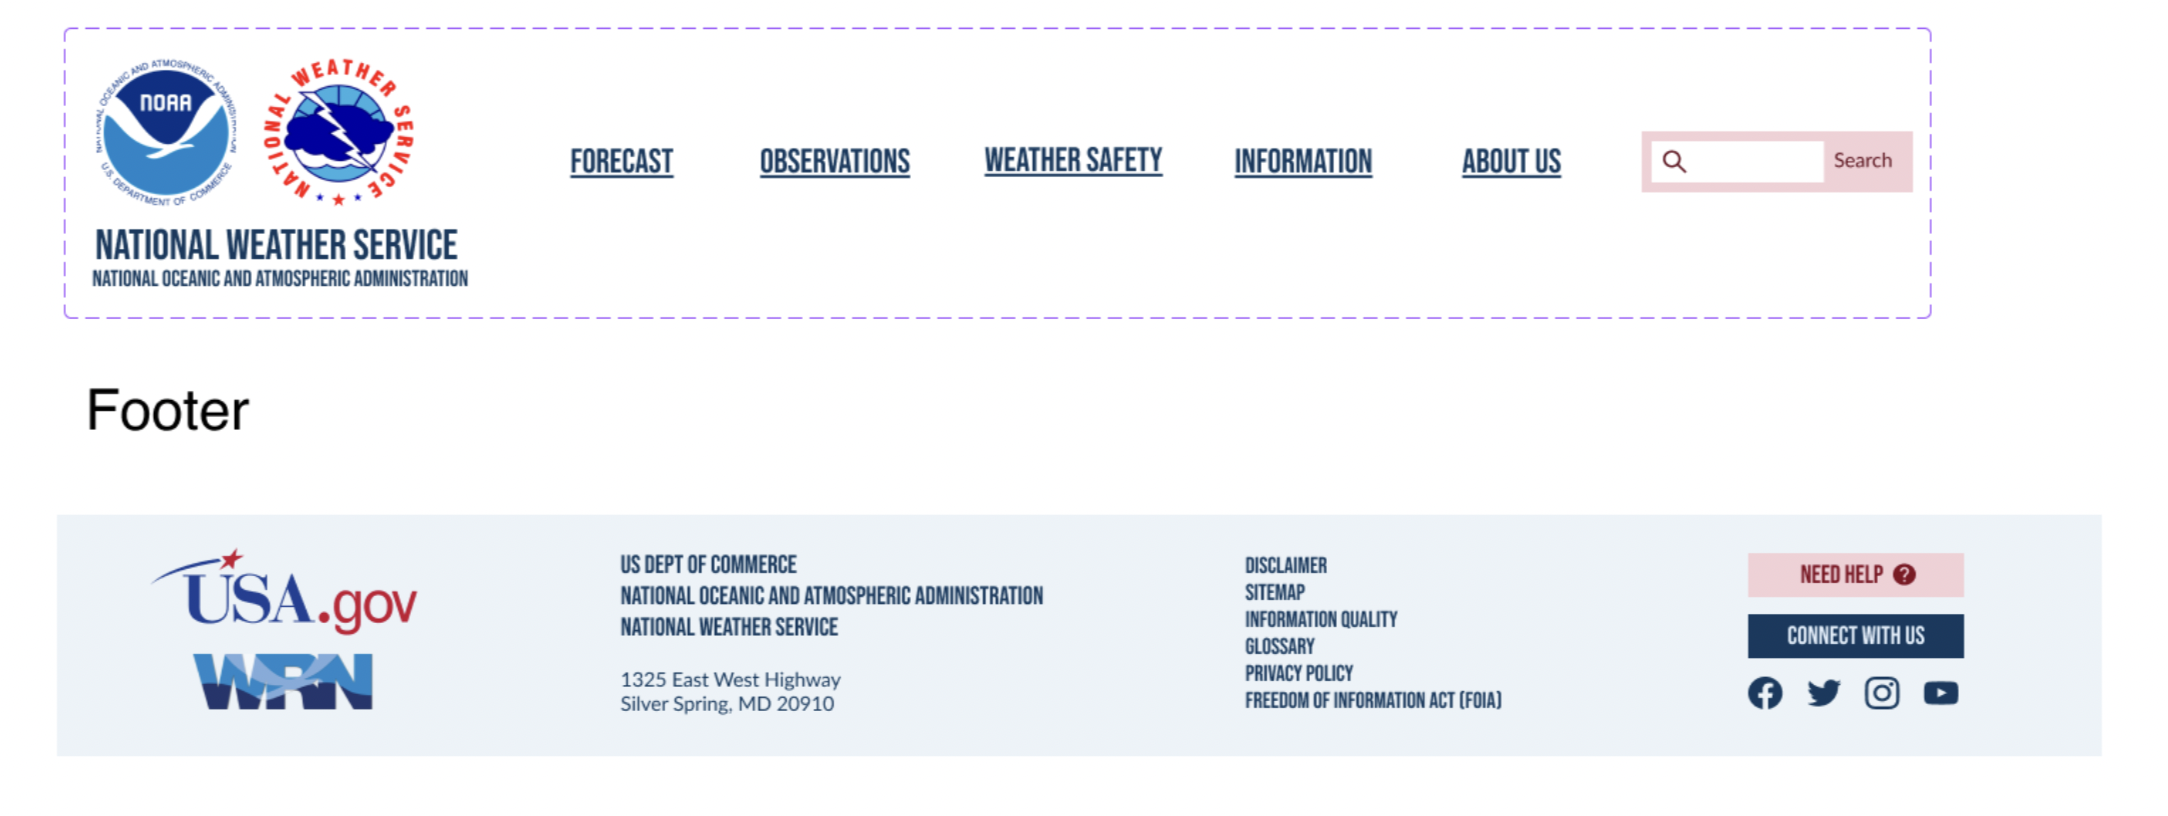 NATIONAL OCEANIC AND ATMOSPHERIC ADMINISTRATION
U.S. DEPARTMENT OF COMMERCE
NOAA
NATIONAL WEATHER SERVICE
NATIONAL WEATHER SERVICE
NATIONAL OCEANIC AND ATMOSPHERIC ADMINISTRATION
FORECAST
OBSERVATIONS
WEATHER SAFETY
INFORMATION
ABOUT US
Search
Footer
USA.gov
WRN
US DEPT OF COMMERCE
NATIONAL OCEANIC AND ATMOSPHERIC ADMINISTRATION
NATIONAL WEATHER SERVICE
1325 East West Highway
Silver Spring, MD 20910
DISCLAIMER
SITEMAP
INFORMATION QUALITY
GLOSSARY
PRIVACY POLICY
FREEDOM OF INFORMATION ACT (FOIA)
NEED HELP ?
CONNECT WITH US